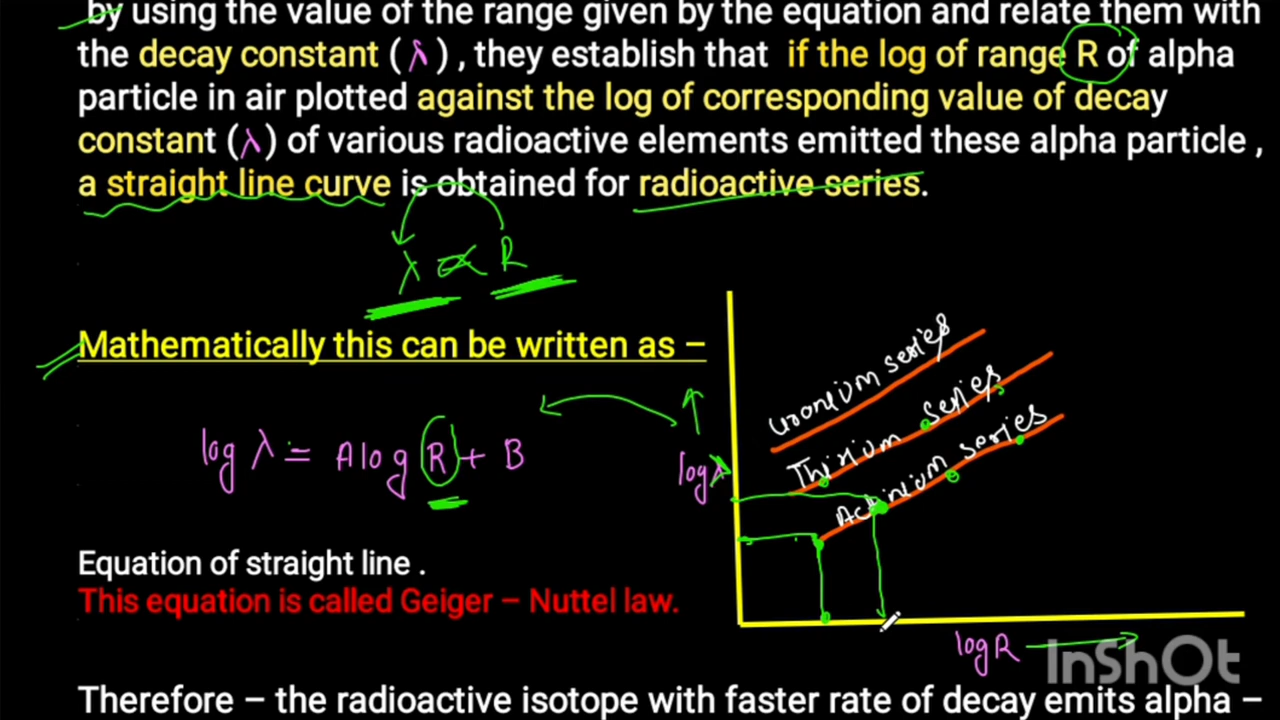 by using the value of the range given by the equation and relate them with
the decay constant (λ) , they establish that if the log of range R of alpha
particle in air plotted against the log of corresponding value of decay
constant (λ) of various radioactive elements emitted these alpha particle ,
a straight line curve is obtained for radioactive series.
λ ∝ R
Mathematically this can be written as –
log λ = A log R + B
Equation of straight line .
This equation is called Geiger – Nuttel law.
log λ
Uronium series
Thirium Series
Actinium series
log R
InShOt
Therefore – the radioactive isotope with faster rate of decay emits alpha –